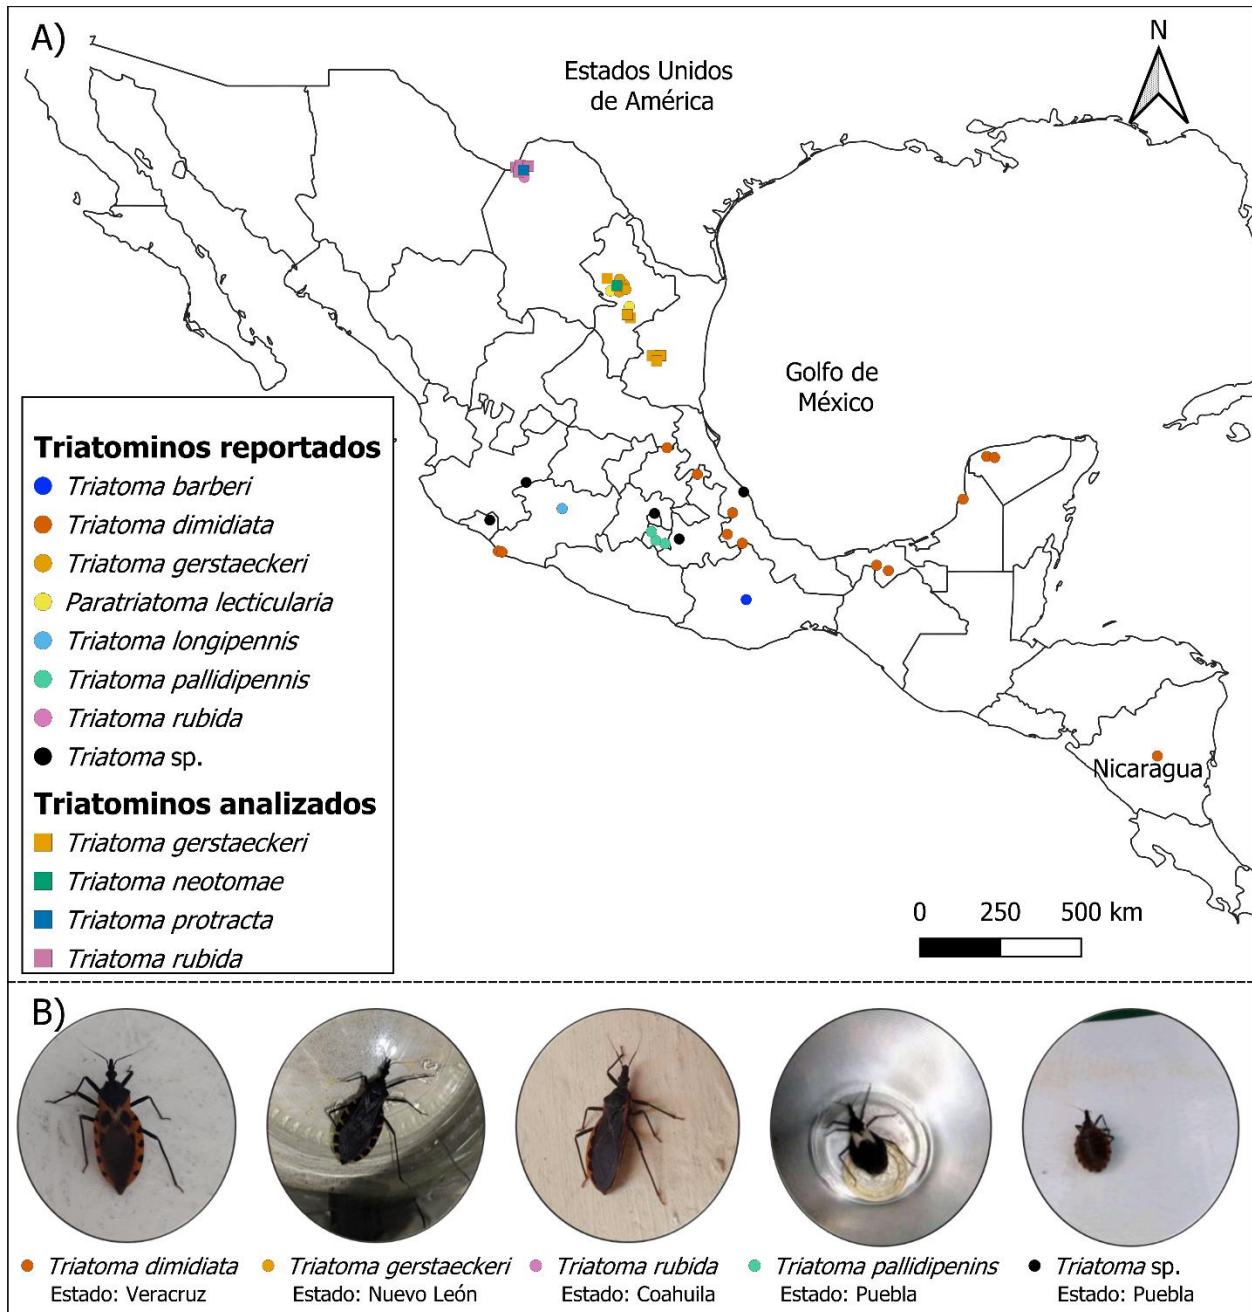 A)
Estados Unidos
de América
N
Golfo de
México
Triatominos reportados
Triatoma barberi
Triatoma dimidiata
Triatoma gerstaeckeri
Paratriatoma lecticularia
Triatoma longipennis
Triatoma pallidipennis
Triatoma rubida
Triatoma sp.
Triatominos analizados
Triatoma gerstaeckeri
Triatoma neotomae
Triatoma protracta
Triatoma rubida
Nicaragua
0 250 500 km
B)
Triatoma dimidiata
Estado: Veracruz
Triatoma gerstaeckeri
Estado: Nuevo León
Triatoma rubida
Estado: Coahuila
Triatoma pallidipenins
Estado: Puebla
Triatoma sp.
Estado: Puebla